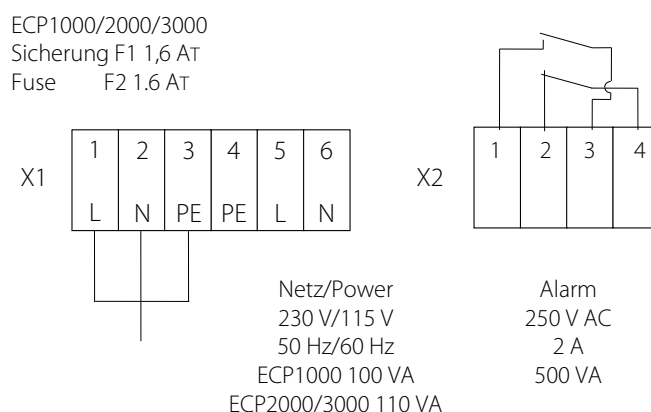 ECP1000/2000/3000
Sicherung F1 1,6 AT
Fuse F2 1.6 AT
X1
1 2 3 4 5 6
L N PE PE L N
X2
1 2 3 4
Netz/Power
230 V/115 V
50 Hz/60 Hz
ECP1000 100 VA
ECP2000/3000 110 VA
Alarm
250 V AC
2 A
500 VA